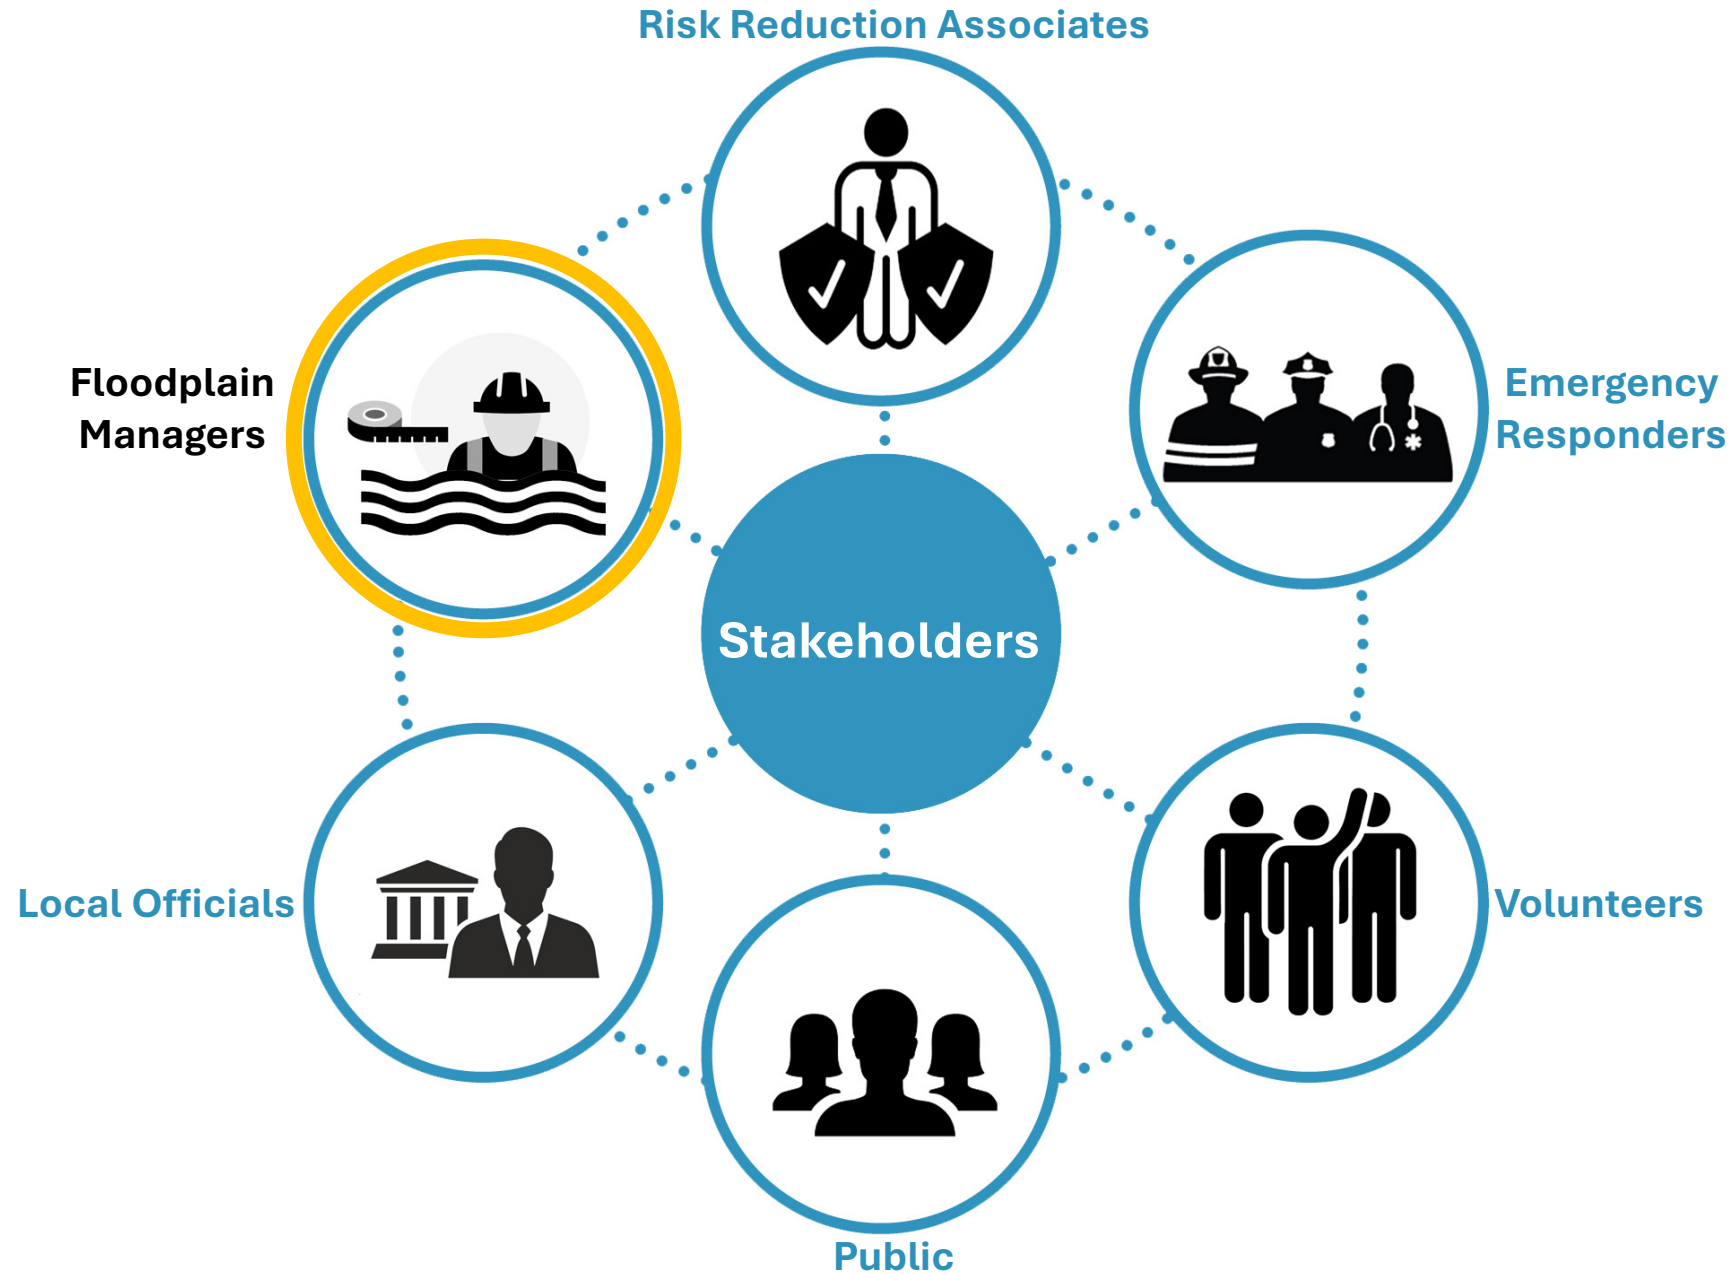 Risk Reduction Associates
Floodplain
Managers
Emergency
Responders
Stakeholders
Local Officials
Volunteers
Public